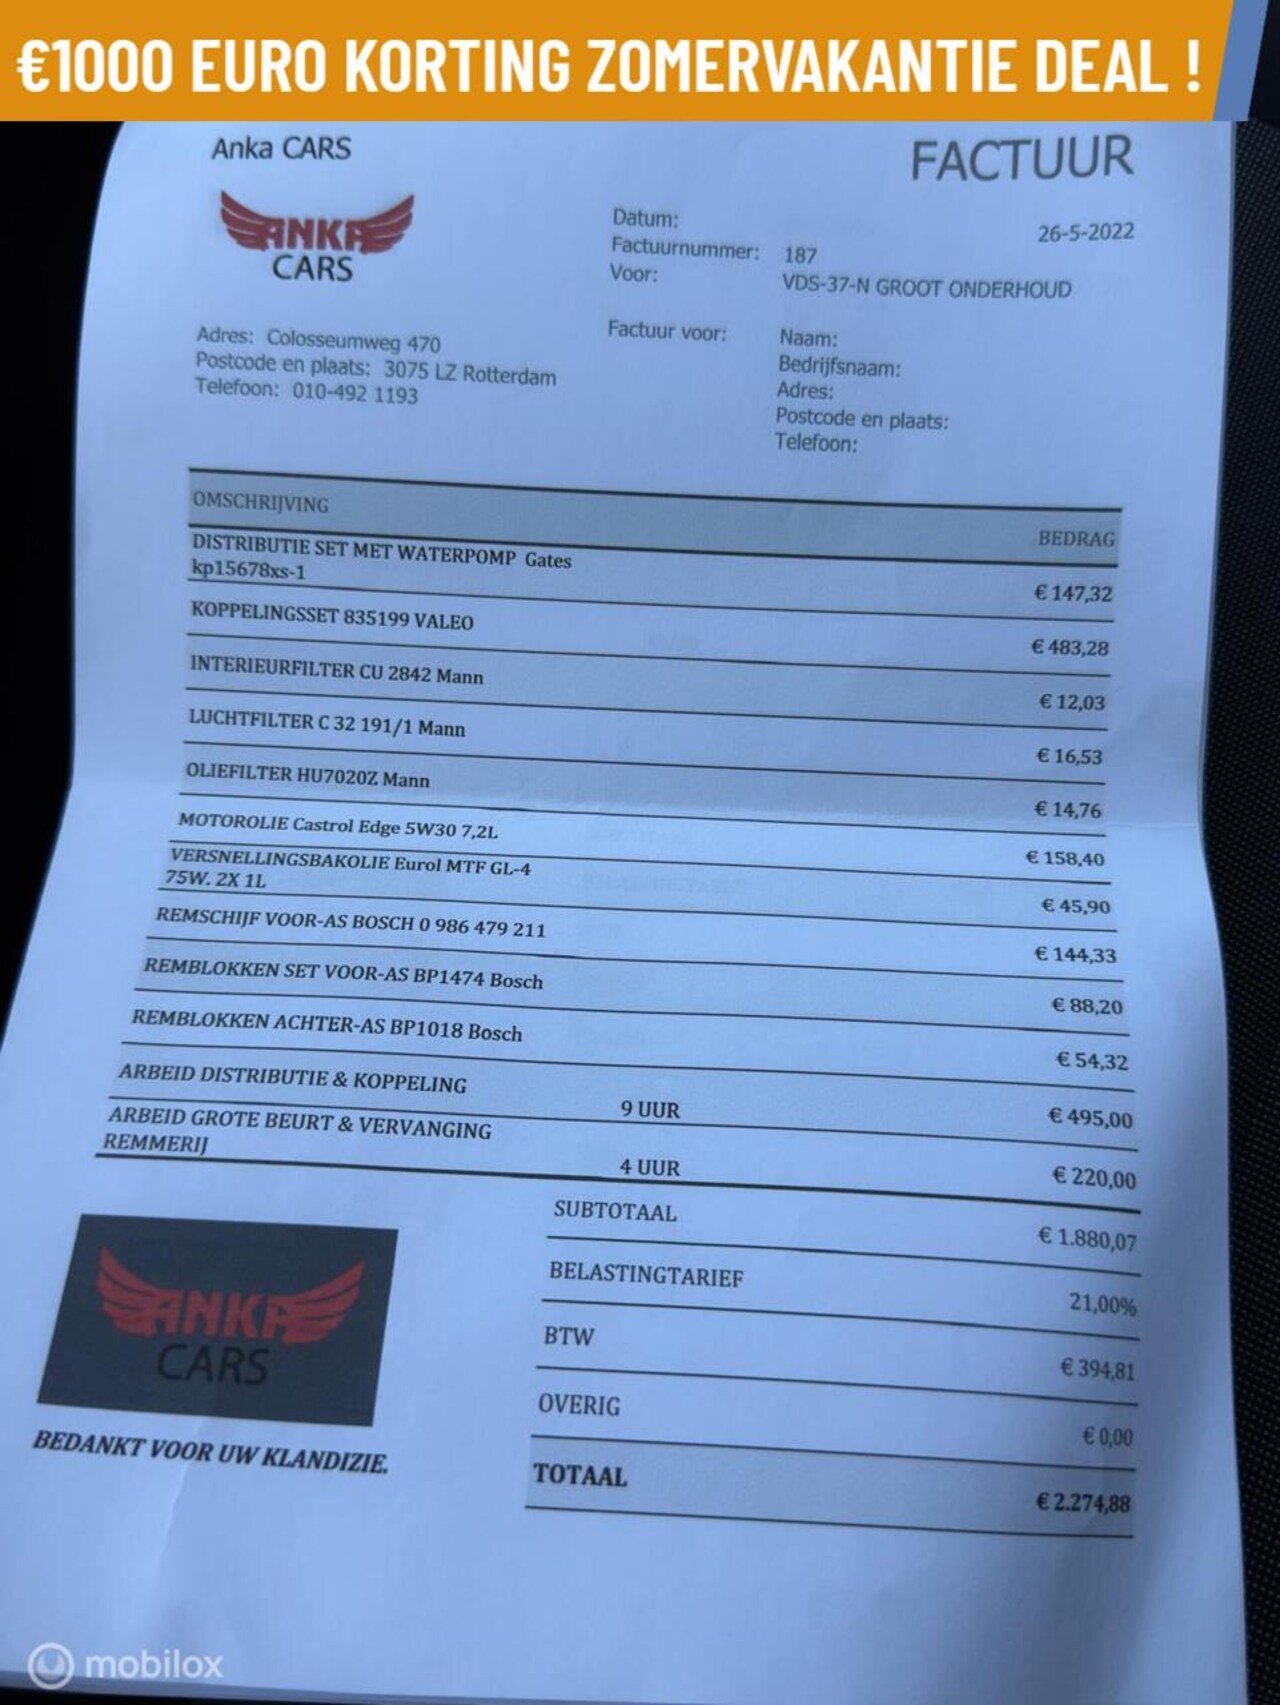 €1000 EURO KORTING ZOMERVAKANTIE DEAL !
Anka CARS
FACTUUR
ANKA
CARS
Datum: 26-5-2022
Factuurnummer: 187
Voor: VDS-37-N GROOT ONDERHOUD
Adres: Colosseumweg 470
Postcode en plaats: 3075 LZ Rotterdam
Telefoon: 010-492 1193
Factuur voor: Naam:
Bedrijfsnaam:
Adres:
Postcode en plaats:
Telefoon:
OMSCHRIJVING BEDRAG
DISTRIBUTIE SET MET WATERPOMP Gates
kp15678xs-1 € 147,32
KOPPELINGSSET 835199 VALEO € 483,28
INTERIEURFILTER CU 2842 Mann € 12,03
LUCHTFILTER C 32 191/1 Mann € 16,53
OLIEFILTER HU7020Z Mann € 14,76
MOTOROLIE Castrol Edge 5W30 7,2L € 158,40
VERSNELLINGSBAKOLIE Eurol MTF GL-4
75W. 2X 1L € 45,90
REMSCHIJF VOOR-AS BOSCH 0 986 479 211 € 144,33
REMBLOKKEN SET VOOR-AS BP1474 Bosch € 88,20
REMBLOKKEN ACHTER-AS BP1018 Bosch € 54,32
ARBEID DISTRIBUTIE & KOPPELING 9 UUR € 495,00
ARBEID GROTE BEURT & VERVANGING
REMMERIJ 4 UUR € 220,00
SUBTOTAAL € 1.880,07
BELASTINGTARIEF 21,00%
BTW € 394,81
OVERIG € 0,00
TOTAAL € 2.274,88
ANKA
CARS
BEDANKT VOOR UW KLANDIZIE.
mobilox